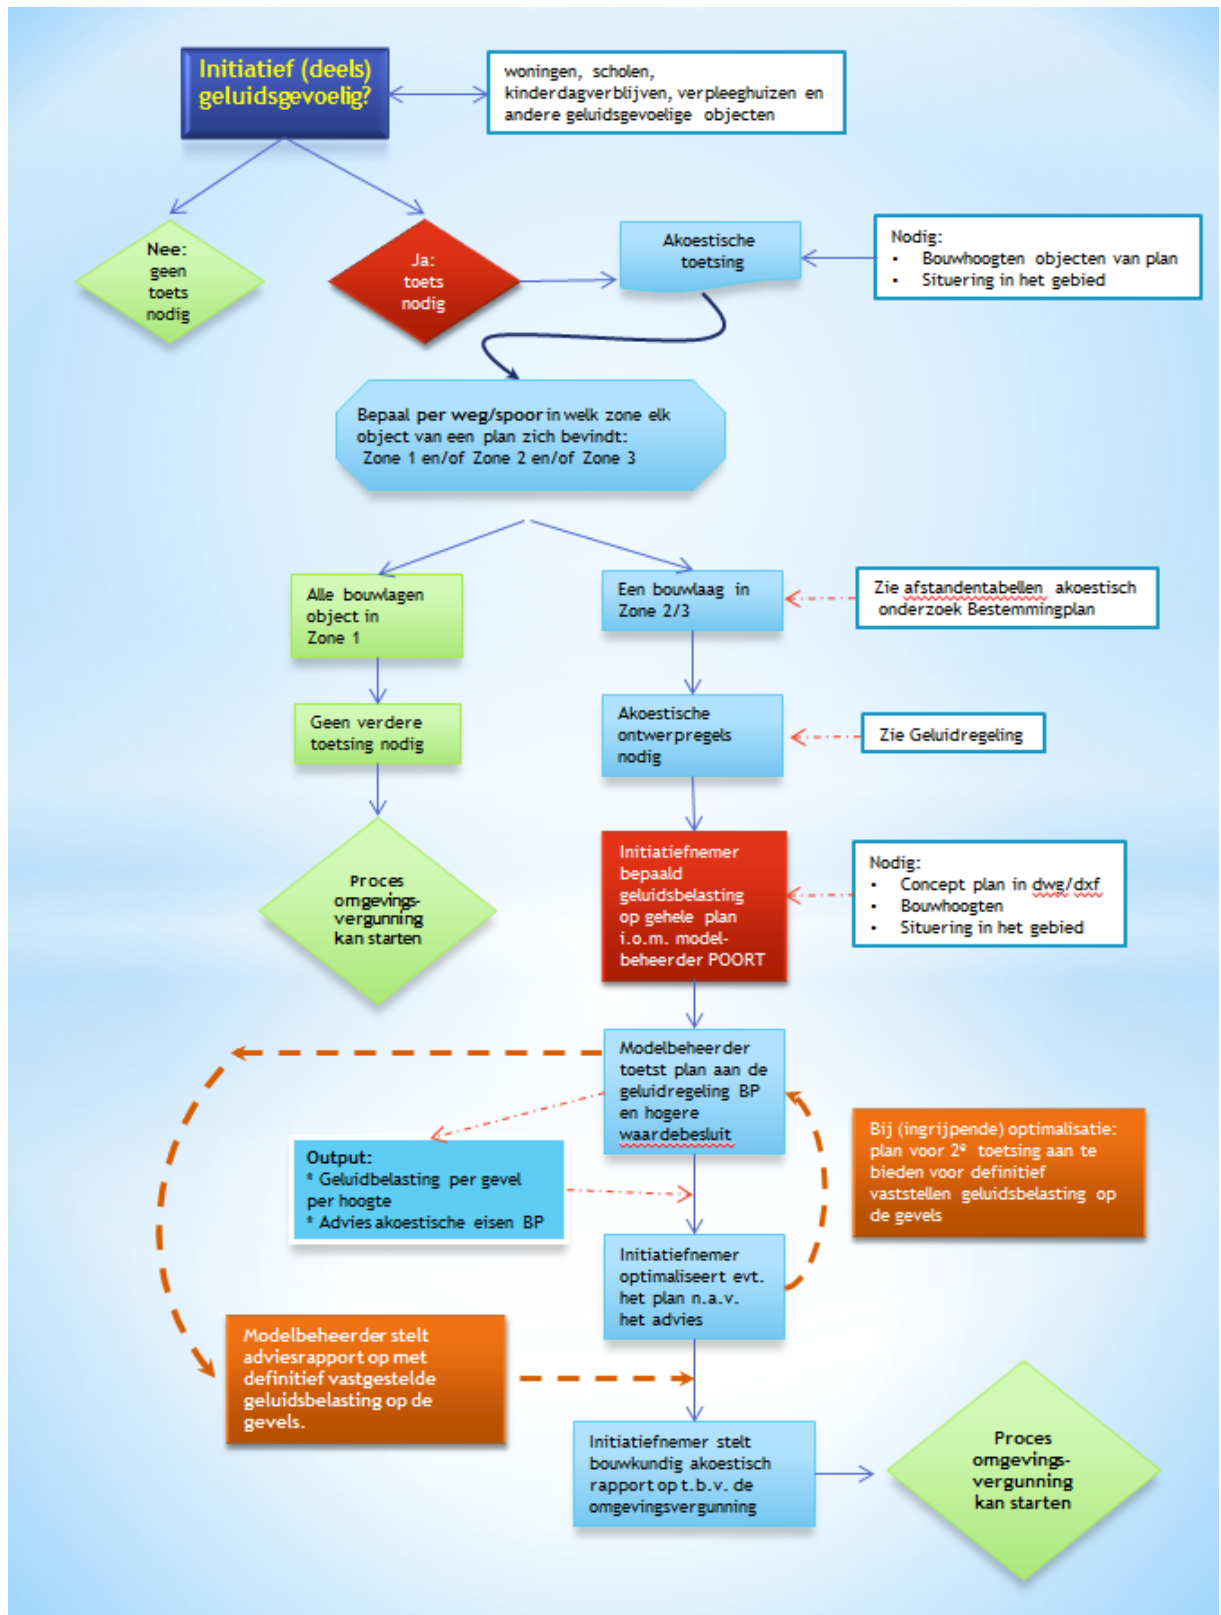 Initiatief (deels)
geluidsgevoelig?
woningen, scholen,
kinderdagverblijven, verpleeghuizen en
andere geluidsgevoelige objecten
Nee:
geen
toets
nodig
Ja:
toets
nodig
Akoestische
toetsing
Nodig:
▪ Bouwhoogten objecten van plan
▪ Situering in het gebied
Bepaal per weg/spoor in welk zone elk
object van een plan zich bevindt:
Zone 1 en/of Zone 2 en/of Zone 3
Alle bouwlagen
object in
Zone 1
Een bouwlaag in
Zone 2/3
Zie afstandentabellen akoestisch
onderzoek Bestemmingplan
Geen verdere
toetsing nodig
Akoestische
ontwerpregels
nodig
Zie Geluidregeling
Proces
omgevings-
vergunning
kan starten
Initiatiefnemer
bepaald
geluidsbelasting
op gehele plan
i.o.m. model-
beheerder POORT
Nodig:
▪ Concept plan in dwg/dxf
▪ Bouwhoogten
▪ Situering in het gebied
Modelbeheerder
toetst plan aan de
geluidregeling BP
en hogere
waardebesluit
Output:
* Geluidbelasting per gevel
per hoogte
* Advies akoestische eisen BP
Bij (ingrijpende) optimalisatie:
plan voor 2e toetsing aan te
bieden voor definitief
vaststellen geluidsbelasting op
de gevels
Initiatiefnemer
optimaliseert evt.
het plan n.a.v.
het advies
Modelbeheerder stelt
adviesrapport op met
definitief vastgestelde
geluidsbelasting op de
gevels.
Initiatiefnemer stelt
bouwkundig akoestisch
rapport op t.b.v. de
omgevingsvergunning
Proces
omgevings-
vergunning
kan starten